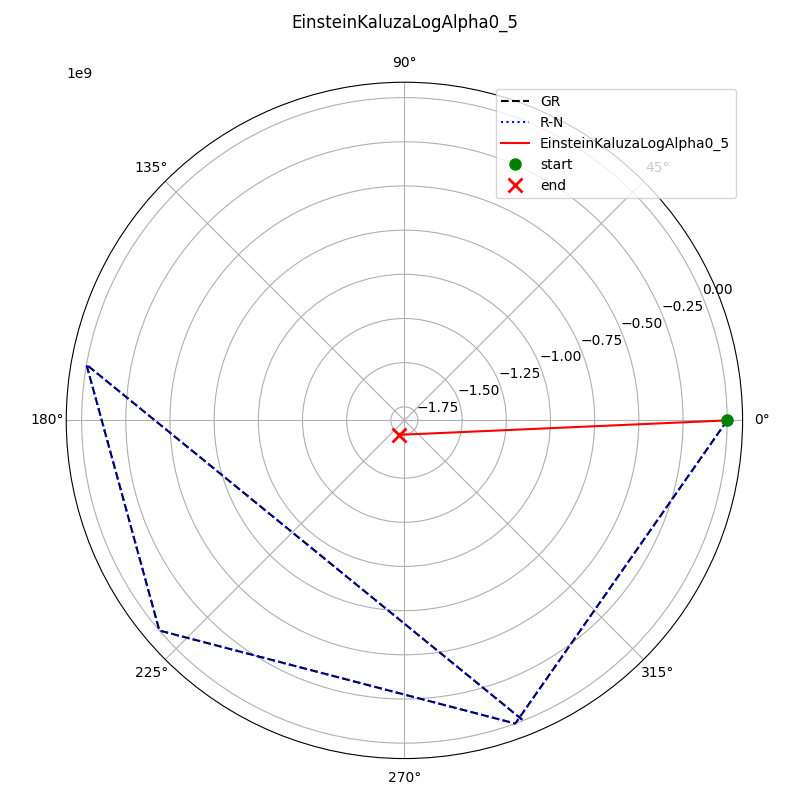 EinsteinKaluzaLogAlpha0_5
1e9
90°
GR
R-N
EinsteinKaluzaLogAlpha0_5
start
end
135°
45°
0.00
−0.25
−0.50
−0.75
−1.00
−1.25
−1.50
−1.75
180°
0°
225°
315°
270°